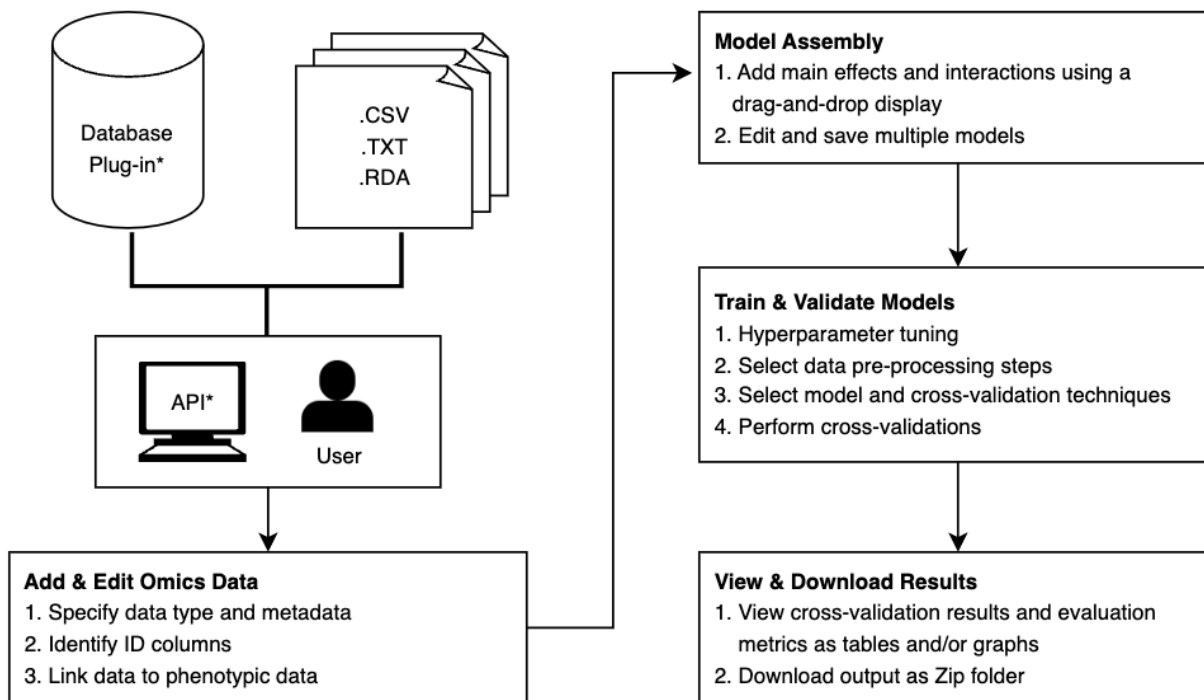 Database
Plug-in*
.CSV
.TXT
.RDA
API*
User
Add & Edit Omics Data
1. Specify data type and metadata
2. Identify ID columns
3. Link data to phenotypic data
Model Assembly
1. Add main effects and interactions using a
drag-and-drop display
2. Edit and save multiple models
Train & Validate Models
1. Hyperparameter tuning
2. Select data pre-processing steps
3. Select model and cross-validation techniques
4. Perform cross-validations
View & Download Results
1. View cross-validation results and evaluation
metrics as tables and/or graphs
2. Download output as Zip folder